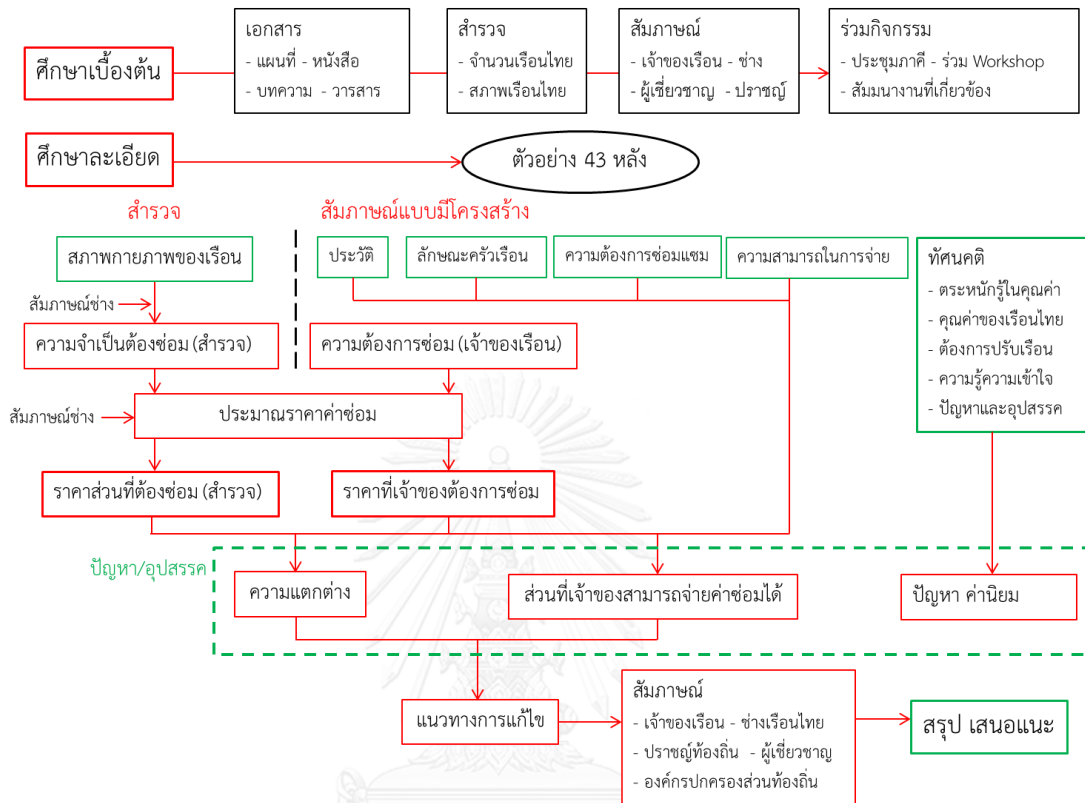 ศึกษาเบื้องต้น
เอกสาร
- แผนที่ - หนังสือ
- บทความ - วารสาร
สำรวจ
- จำนวนเรือนไทย
- สภาพเรือนไทย
สัมภาษณ์
- เจ้าของเรือน - ช่าง
- ผู้เชี่ยวชาญ - ปราชญ์
ร่วมกิจกรรม
- ประชุมภาคี - ร่วม Workshop
- สัมมนางานที่เกี่ยวข้อง
ศึกษาละเอียด
ตัวอย่าง 43 หลัง
สำรวจ
สัมภาษณ์แบบมีโครงสร้าง
สภาพกายภาพของเรือน
ประวัติ
ลักษณะครัวเรือน
ความต้องการซ่อมแซม
ความสามารถในการจ่าย
ทัศนคติ
- ตระหนักรู้ในคุณค่า
- คุณค่าของเรือนไทย
- ต้องการปรับเรือน
- ความรู้ความเข้าใจ
- ปัญหาและอุปสรรค
สัมภาษณ์ช่าง
ความจำเป็นต้องซ่อม (สำรวจ)
ความต้องการซ่อม (เจ้าของเรือน)
สัมภาษณ์ช่าง
ประมาณราคาค่าซ่อม
ราคาส่วนที่ต้องซ่อม (สำรวจ)
ราคาที่เจ้าของต้องการซ่อม
ปัญหา/อุปสรรค
ความแตกต่าง
ส่วนที่เจ้าของสามารถจ่ายค่าซ่อมได้
ปัญหา ค่านิยม
แนวทางการแก้ไข
สัมภาษณ์
- เจ้าของเรือน - ช่างเรือนไทย
- ปราชญ์ท้องถิ่น - ผู้เชี่ยวชาญ
- องค์กรปกครองส่วนท้องถิ่น
สรุป เสนอแนะ